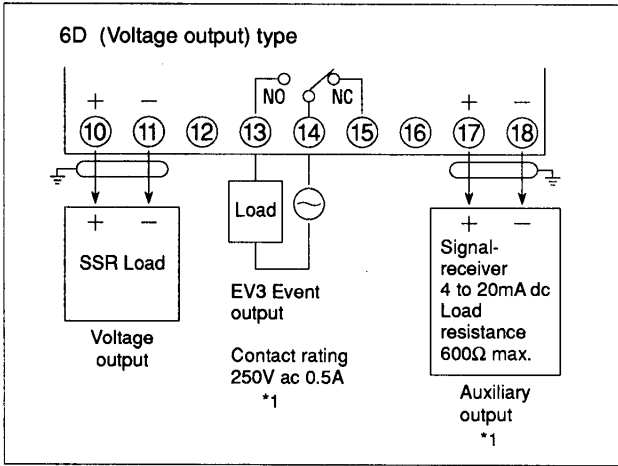 6D (Voltage output) type
NO NC
+ − + −
10 11 12 13 14 15 16 17 18
+ −
SSR Load
Voltage
output
Load
EV3 Event
output
Contact rating
250V ac 0.5A
*1
+ −
Signal-
receiver
4 to 20mA dc
Load
resistance
600Ω max.
Auxiliary
output
*1